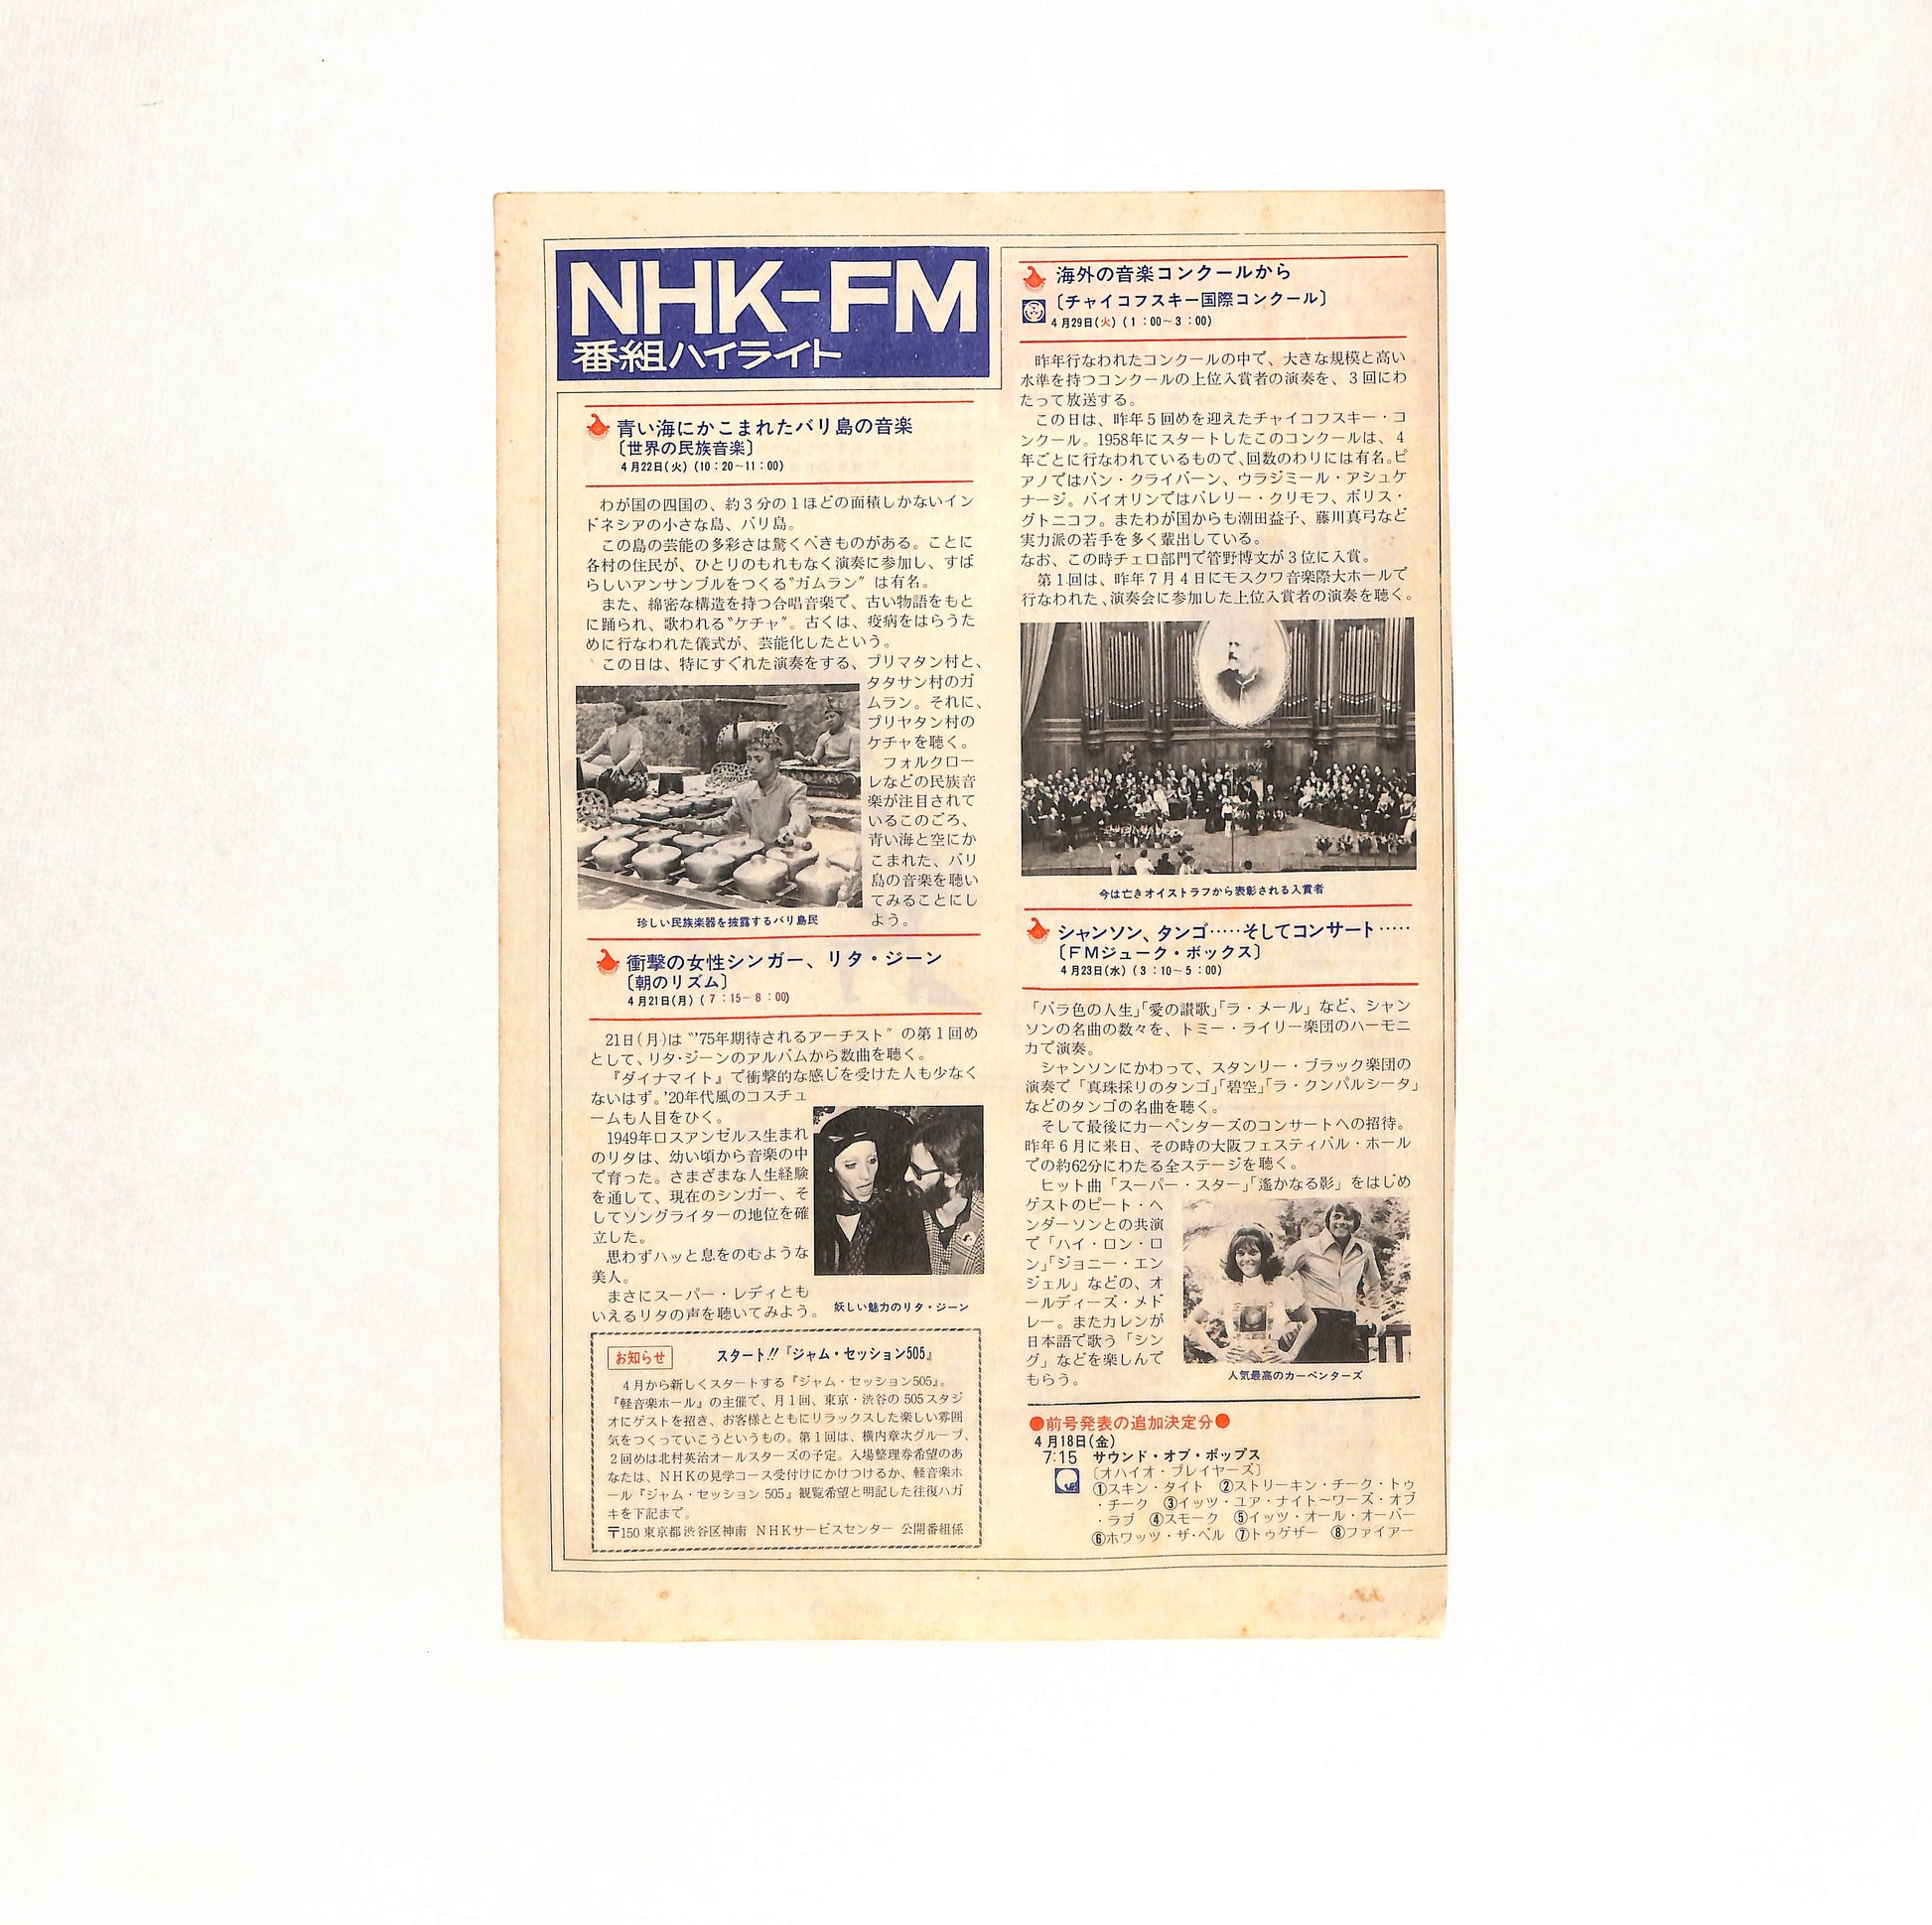 NHK-FM
番組ハイライト
青い海にかこまれたバリ島の音楽
〔世界の民族音楽〕
4月22日(火)(10:20~11:00)
わが国の四国の、約3分の1ほどの面積しかないイン
ドネシアの小さな島、バリ島。
この島の芸能の多彩さは驚くべきものがある。ことに
各村の住民が、ひとりのもれもなく演奏に参加し、すば
らしいアンサンブルをつくる〝ガムラン〟は有名。
また、綿密な構造を持つ合唱音楽で、古い物語をもと
に踊られ、歌われる〝ケチャ〟。古くは、疫病をはらうた
めに行なわれた儀式が、芸能化したという。
この日は、特にすぐれた演奏をする、プリマタン村と、
タタサン村のガ
ムラン。それに、
プリヤタン村の
ケチャを聴く。
フォルクロー
レなどの民族音
楽が注目されて
いるこのごろ、
青い海と空にか
こまれた、バリ
島の音楽を聴い
てみることにし
よう。
珍しい民族楽器を披露するバリ島民
衝撃の女性シンガー、リタ・ジーン
〔朝のリズム〕
4月21日(月)(7:15~8:00)
21日(月)は〝'75年期待されるアーチスト〟の第1回め
として、リタ・ジーンのアルバムから数曲を聴く。
『ダイナマイト』で衝撃的な感じを受けた人も少なく
ないはず。'20年代風のコスチュ
ームも人目をひく。
1949年ロスアンゼルス生まれ
のリタは、幼い頃から音楽の中
で育った。さまざまな人生経験
を通して、現在のシンガー、そ
してソングライターの地位を確
立した。
思わずハッと息をのむような
美人。
まさにスーパー・レディとも
いえるリタの声を聴いてみよう。
妖しい魅力のリタ・ジーン
お知らせ スタート!!『ジャム・セッション505』
4月から新しくスタートする『ジャム・セッション505』。
『軽音楽ホール』の主催で、月1回、東京・渋谷の505スタジ
オにゲストを招き、お客様とともにリラックスした楽しい雰囲
気をつくっていこうというもの。第1回は、横内章次グループ、
2回めは北村英治オールスターズの予定。入場整理券希望のあ
なたは、NHKの見学コース受付けにかけつけるか、軽音楽ホ
ール『ジャム・セッション505』観覧希望と明記した往復ハガ
キを下記まで。
〒150 東京都渋谷区神南 NHKサービスセンター 公開番組係
海外の音楽コンクールから
〔チャイコフスキー国際コンクール〕
4月29日(火)(1:00~3:00)
昨年行なわれたコンクールの中で、大きな規模と高い
水準を持つコンクールの上位入賞者の演奏を、3回にわ
たって放送する。
この日は、昨年5回めを迎えたチャイコフスキー・コ
ンクール。1958年にスタートしたこのコンクールは、4
年ごとに行なわれているもので、回数のわりには有名。ピ
アノではバン・クライバーン、ウラジミール・アシュケ
ナージ。バイオリンではバレリー・クリモフ、ボリス・
グトニコフ。またわが国からも潮田益子、藤川真弓など
実力派の若手を多く輩出している。
なお、この時チェロ部門で管野博文が3位に入賞。
第1回は、昨年7月4日にモスクワ音楽際大ホールで
行なわれた、演奏会に参加した上位入賞者の演奏を聴く。
今は亡きオイストラフから表彰される入賞者
シャンソン、タンゴ……そしてコンサート……
〔FMジューク・ボックス〕
4月23日(水)(3:10~5:00)
「バラ色の人生」「愛の讃歌」「ラ・メール」など、シャン
ソンの名曲の数々を、トミー・ライリー楽団のハーモニ
カで演奏。
シャンソンにかわって、スタンリー・ブラック楽団の
演奏で「真珠採りのタンゴ」「碧空」「ラ・クンパルシータ」
などのタンゴの名曲を聴く。
そして最後にカーペンターズのコンサートへの招待。
昨年6月に来日、その時の大阪フェスティバル・ホール
での約62分にわたる全ステージを聴く。
ヒット曲「スーパー・スター」「遙かなる影」をはじめ
ゲストのピート・ヘ
ンダーソンとの共演
で「ハイ・ロン・ロ
ン」「ジョニー・エン
ジェル」などの、オ
ールディーズ・メド
レー。またカレンが
日本語で歌う「シン
グ」などを楽しんで
もらう。
人気最高のカーペンターズ
●前号発表の追加決定分●
4月18日(金)
7:15 サウンド・オブ・ポップス
〔オハイオ・プレイヤーズ〕
①スキン・タイト ②ストリーキン・チーク・トゥ
・チーク ③イッツ・ユア・ナイト~ワーズ・オブ
・ラブ ④スモーク ⑤イッツ・オール・オーバー
⑥ホワッツ・ザ・ベル ⑦トゥゲザー ⑧ファイアー